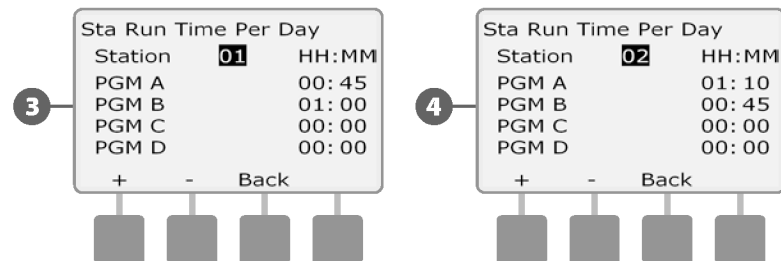 Sta Run Time Per Day
Station 01 HH:MM
PGM A 00:45
PGM B 01:00
PGM C 00:00
PGM D 00:00
+ - Back
3
Sta Run Time Per Day
Station 02 HH:MM
PGM A 01:10
PGM B 00:45
PGM C 00:00
PGM D 00:00
+ - Back
4